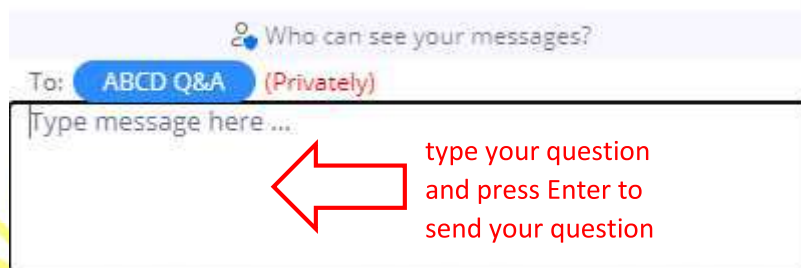 Who can see your messages?
To: ABCD Q&A (Privately)
Type message here ...
type your question
and press Enter to
send your question